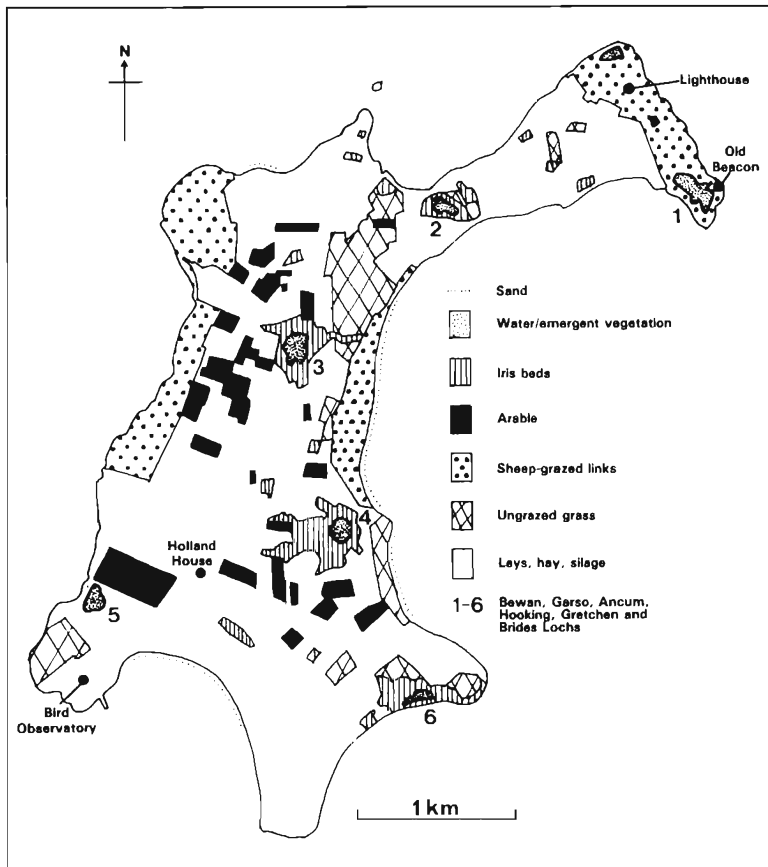 N
Lighthouse
Old
Beacon
1
2
Sand
Water/emergent vegetation
Iris beds
3
Arable
Sheep-grazed links
4
Ungrazed grass
Holland
House
Lays, hay, silage
5
1-6 Bewan, Garso, Ancum,
Hooking, Gretchen and
Brides Lochs
Bird
Observatory
6
1km